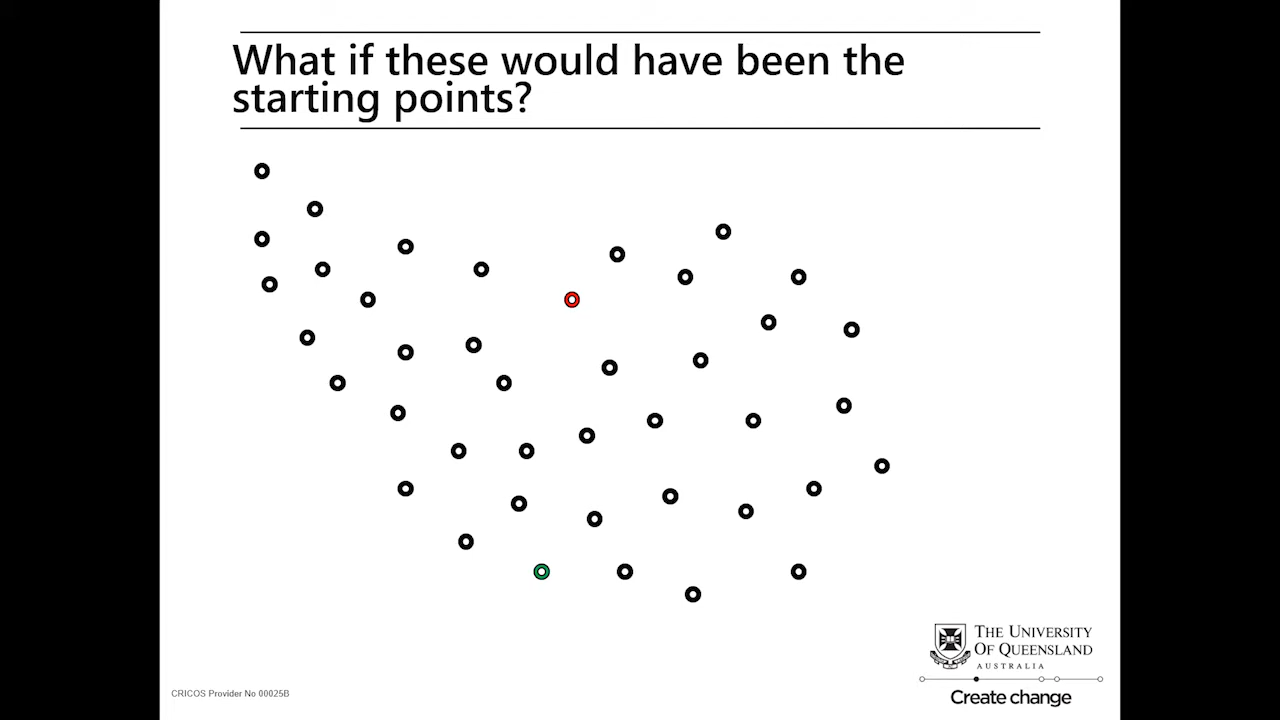 What if these would have been the
starting points?
THE UNIVERSITY
OF QUEENSLAND
AUSTRALIA
CRICOS Provider No 00025B
Create change